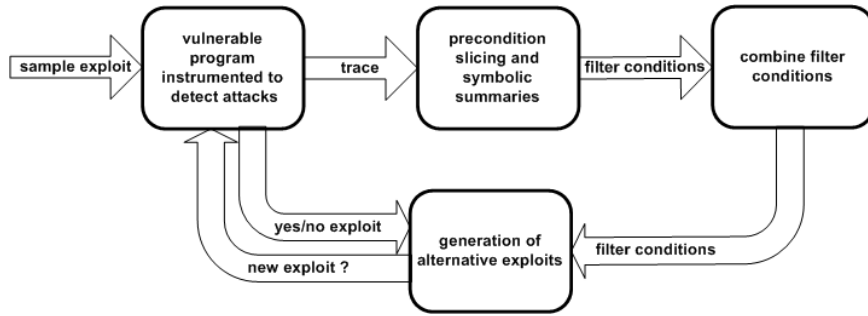 sample exploit
vulnerable
program
instrumented to
detect attacks
trace
precondition
slicing and
symbolic
summaries
filter conditions
combine filter
conditions
yes/no exploit
new exploit ?
generation of
alternative exploits
filter conditions